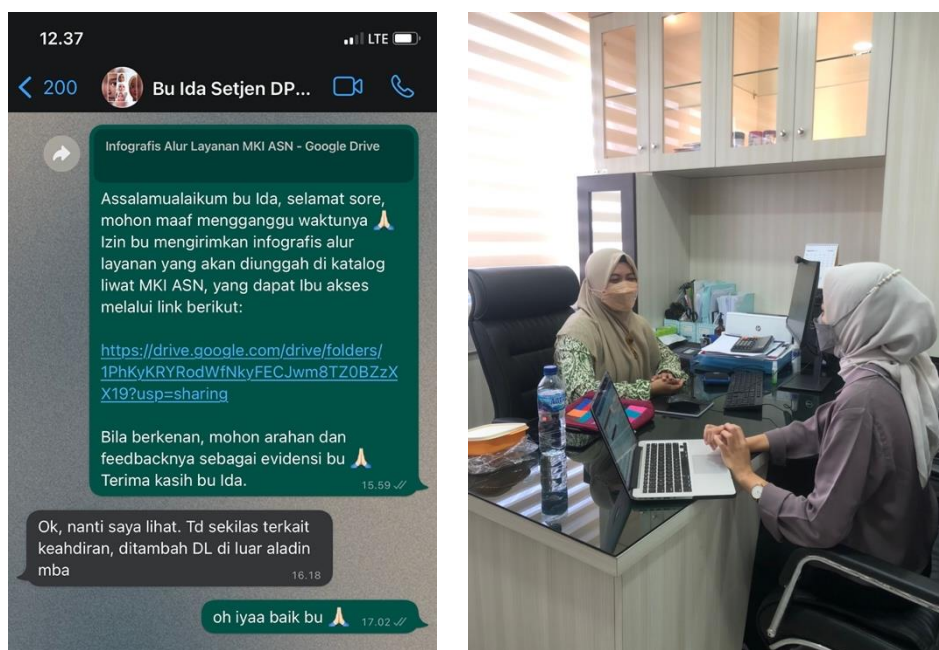 12.37
LTE
200
Bu Ida Setjen DP...
Infografis Alur Layanan MKI ASN - Google Drive
Assalamualaikum bu Ida, selamat sore,
mohon maaf mengganggu waktunya 🙏🏻
Izin bu mengirimkan infografis alur
layanan yang akan diunggah di katalog
liwat MKI ASN, yang dapat Ibu akses
melalui link berikut:
https://drive.google.com/drive/folders/
1PhKyKRYRodWfNkyFECJwm8TZ0BZzX
X19?usp=sharing
Bila berkenan, mohon arahan dan
feedbacknya sebagai evidensi bu 🙏🏻
Terima kasih bu Ida.
15.59
Ok, nanti saya lihat. Td sekilas terkait
keahdiran, ditambah DL di luar aladin
mba
16.18
oh iyaa baik bu 🙏🏻
17.02